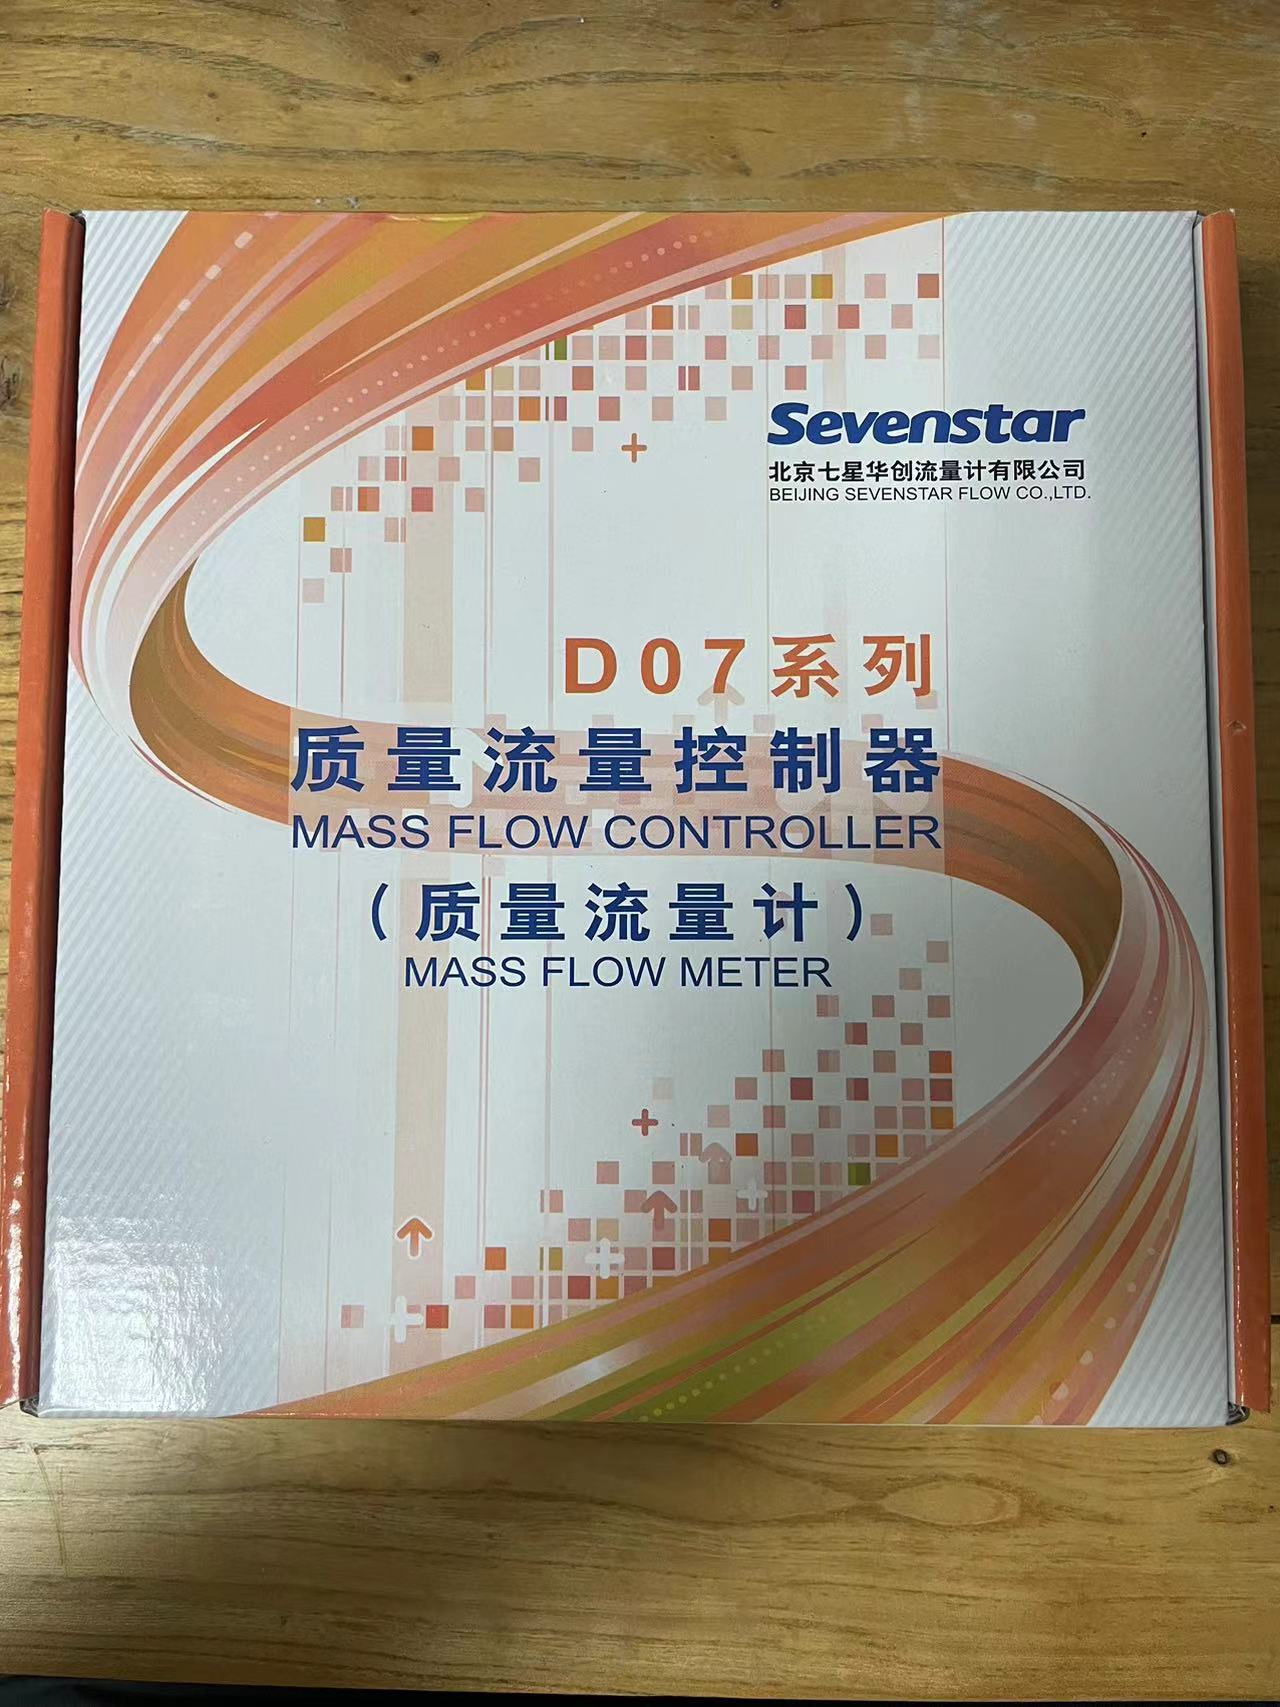 Sevenstar
北京七星华创流量计有限公司
BEIJING SEVENSTAR FLOW CO.,LTD.
D07系列
质量流量控制器
MASS FLOW CONTROLLER
（质量流量计）
MASS FLOW METER